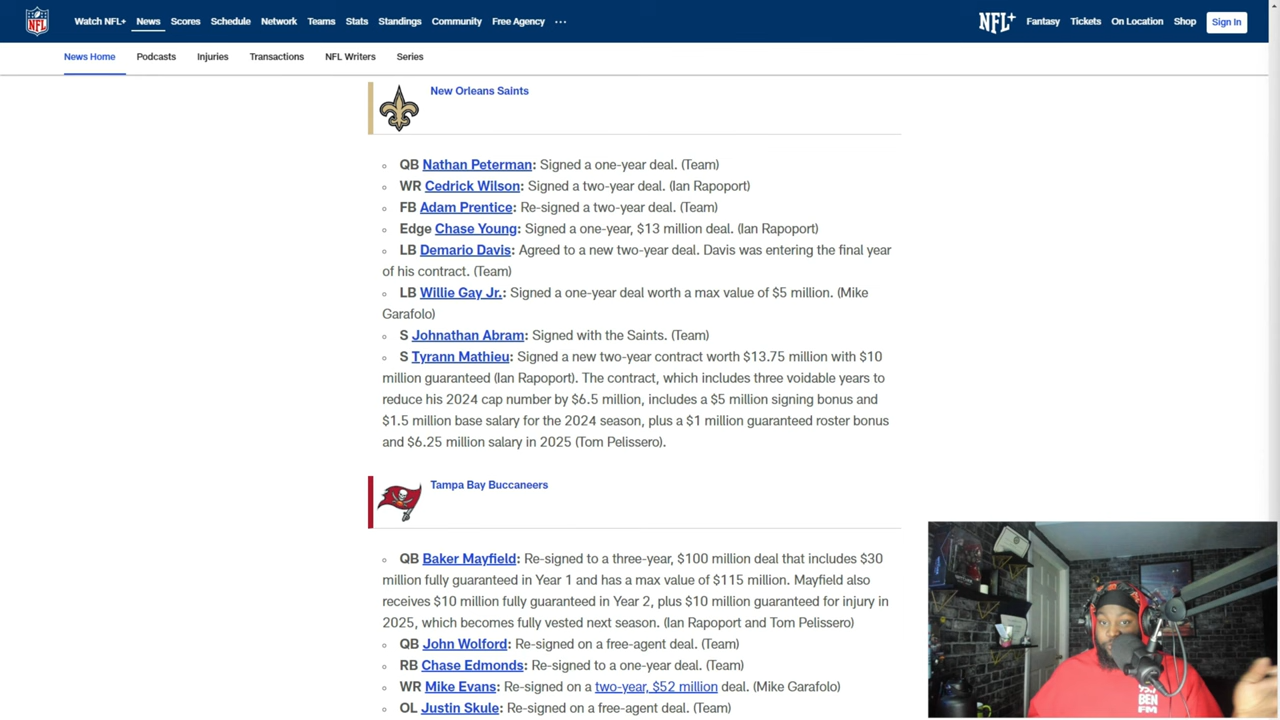 Watch NFL+ News Scores Schedule Network Teams Stats Standings Community Free Agency ... NFL+ Fantasy Tickets On Location Shop Sign In
News Home Podcasts Injuries Transactions NFL Writers Series
New Orleans Saints
QB Nathan Peterman: Signed a one-year deal. (Team)
WR Cedrick Wilson: Signed a two-year deal. (Ian Rapoport)
FB Adam Prentice: Re-signed a two-year deal. (Team)
Edge Chase Young: Signed a one-year, $13 million deal. (Ian Rapoport)
LB Demario Davis: Agreed to a new two-year deal. Davis was entering the final year
of his contract. (Team)
LB Willie Gay Jr.: Signed a one-year deal worth a max value of $5 million. (Mike
Garafolo)
S Johnathan Abram: Signed with the Saints. (Team)
S Tyrann Mathieu: Signed a new two-year contract worth $13.75 million with $10
million guaranteed (Ian Rapoport). The contract, which includes three voidable years to
reduce his 2024 cap number by $6.5 million, includes a $5 million signing bonus and
$1.5 million base salary for the 2024 season, plus a $1 million guaranteed roster bonus
and $6.25 million salary in 2025 (Tom Pelissero).
Tampa Bay Buccaneers
QB Baker Mayfield: Re-signed to a three-year, $100 million deal that includes $30
million fully guaranteed in Year 1 and has a max value of $115 million. Mayfield also
receives $10 million fully guaranteed in Year 2, plus $10 million guaranteed for injury in
2025, which becomes fully vested next season. (Ian Rapoport and Tom Pelissero)
QB John Wolford: Re-signed on a free-agent deal. (Team)
RB Chase Edmonds: Re-signed to a one-year deal. (Team)
WR Mike Evans: Re-signed on a two-year, $52 million deal. (Mike Garafolo)
OL Justin Skule: Re-signed on a free-agent deal. (Team)
BEN
FM